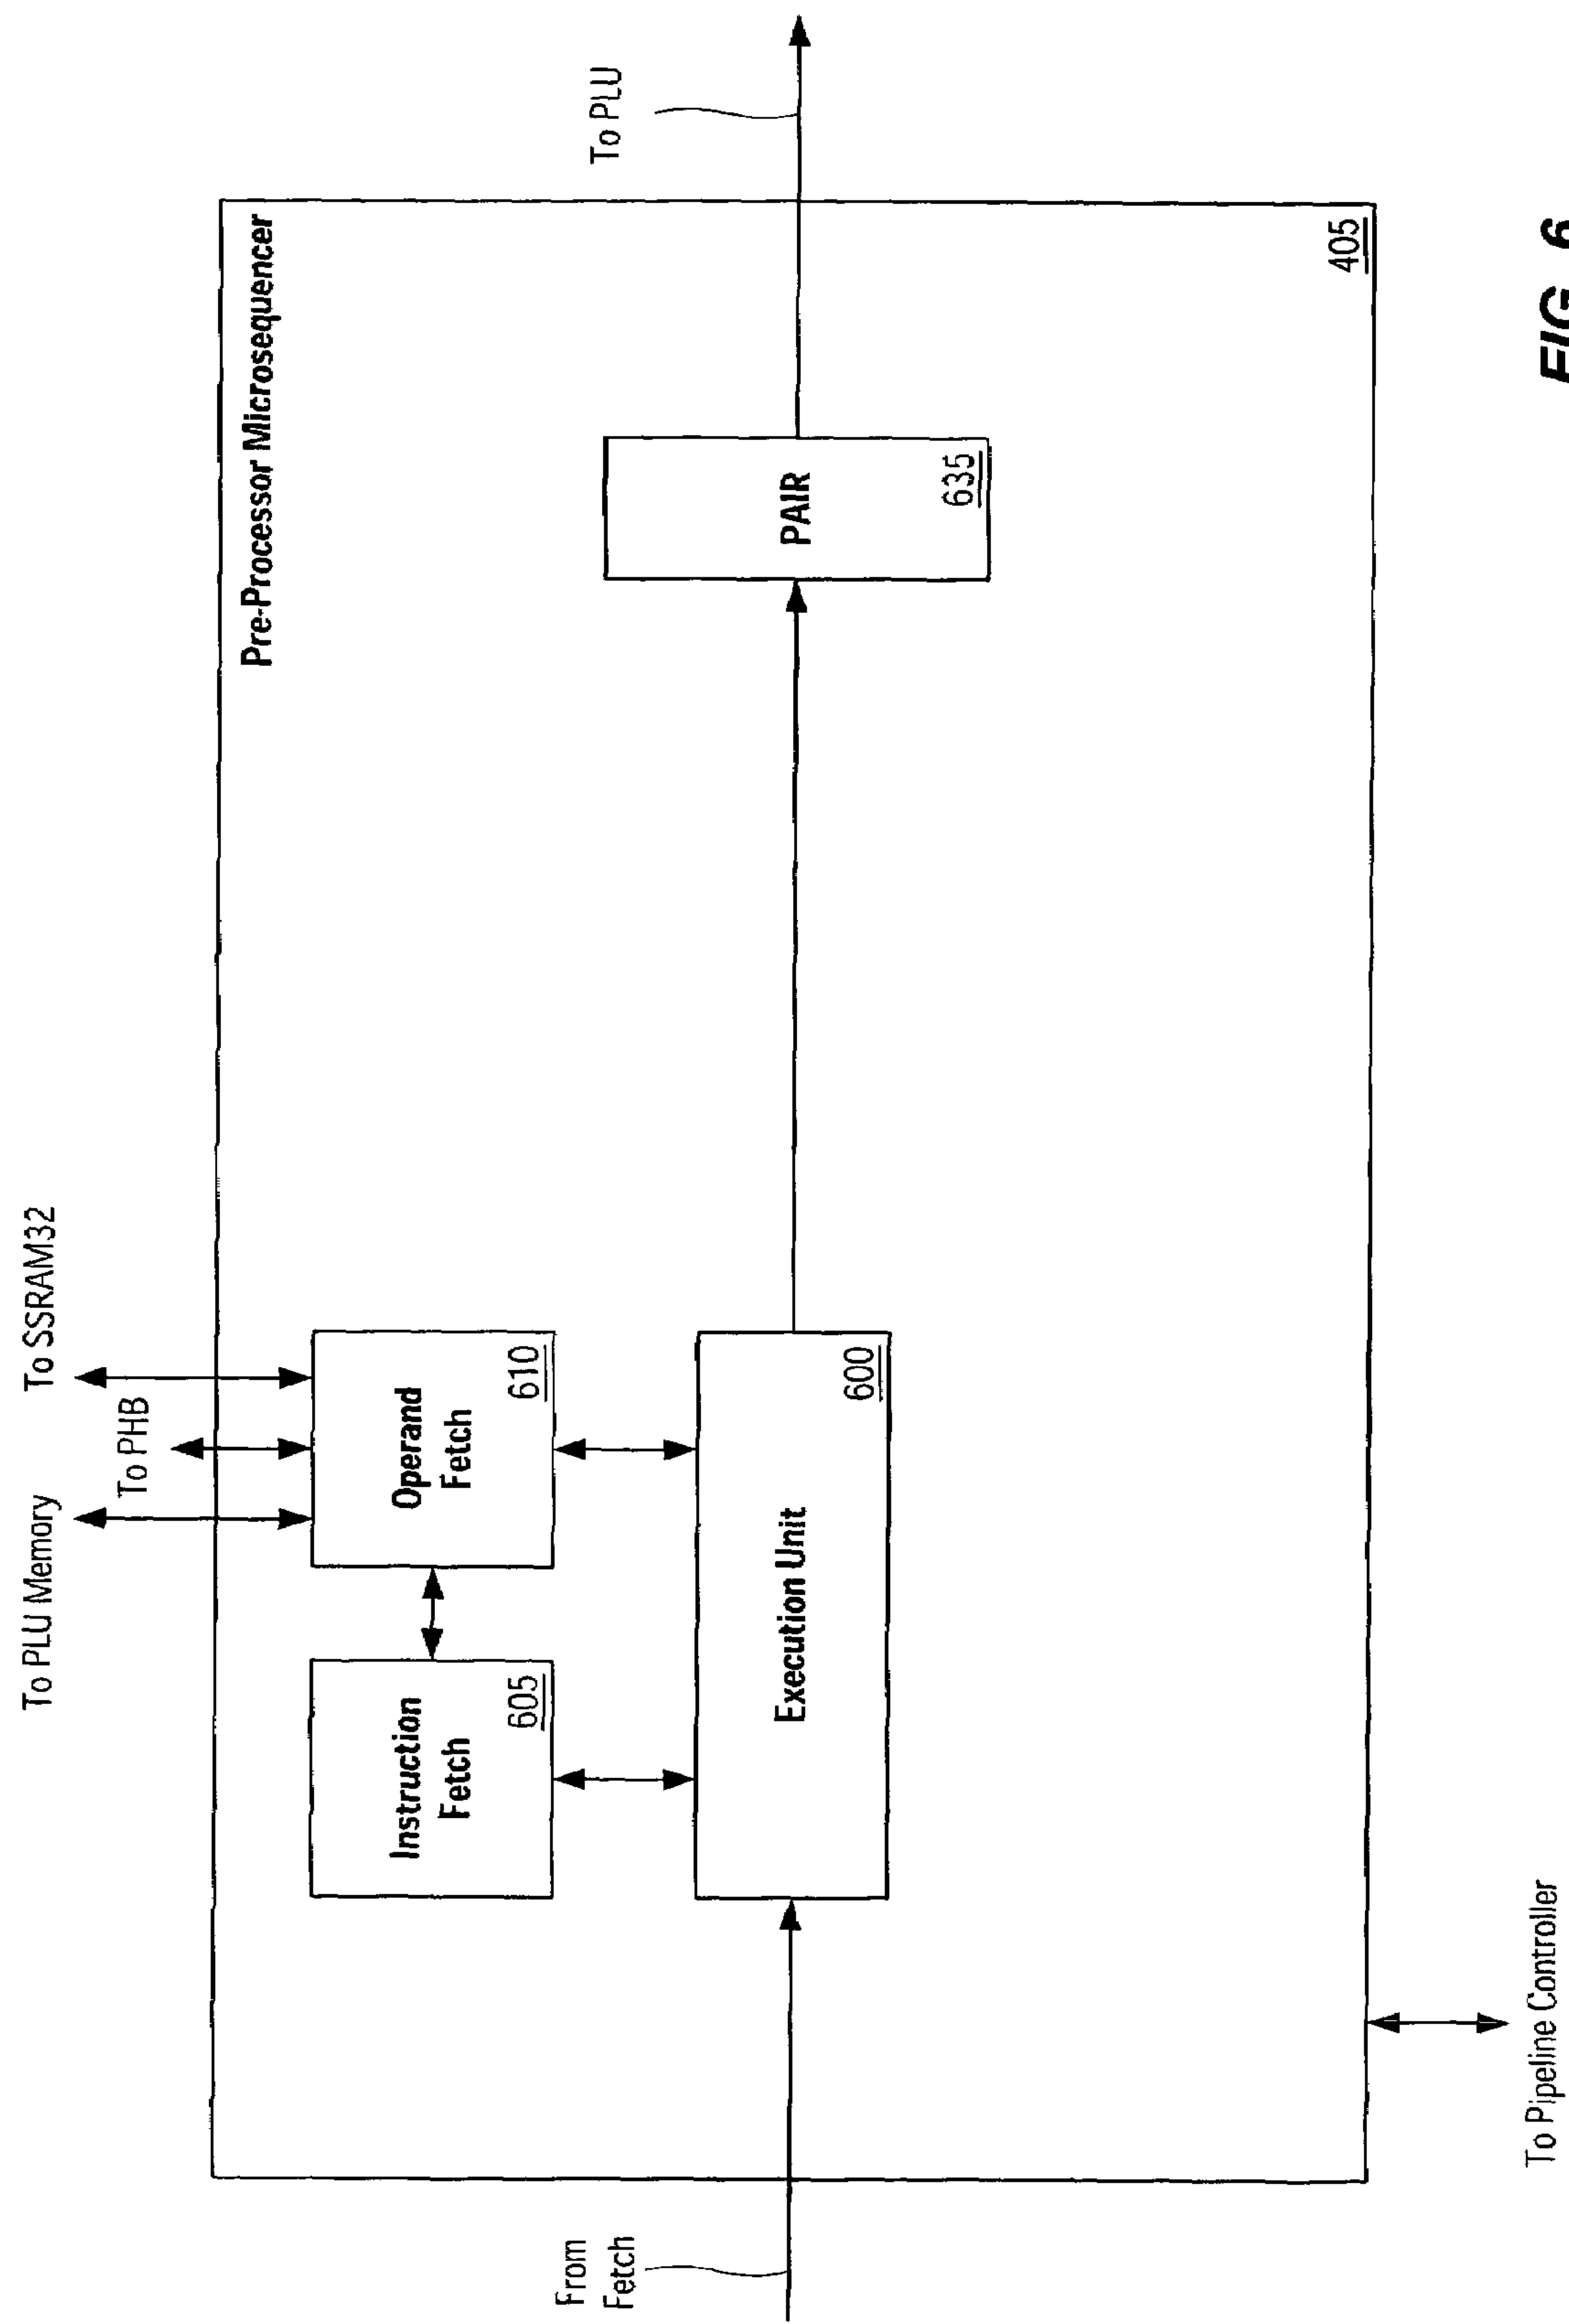 To PLU Memory
To PHB
To SSRAM32
Pre-Processor Microsequencer
Instruction
Fetch
605
Operand
Fetch
610
From
Fetch
Execution Unit
600
PAIR
635
To PLU
405
To Pipeline Controller
FIG. 6